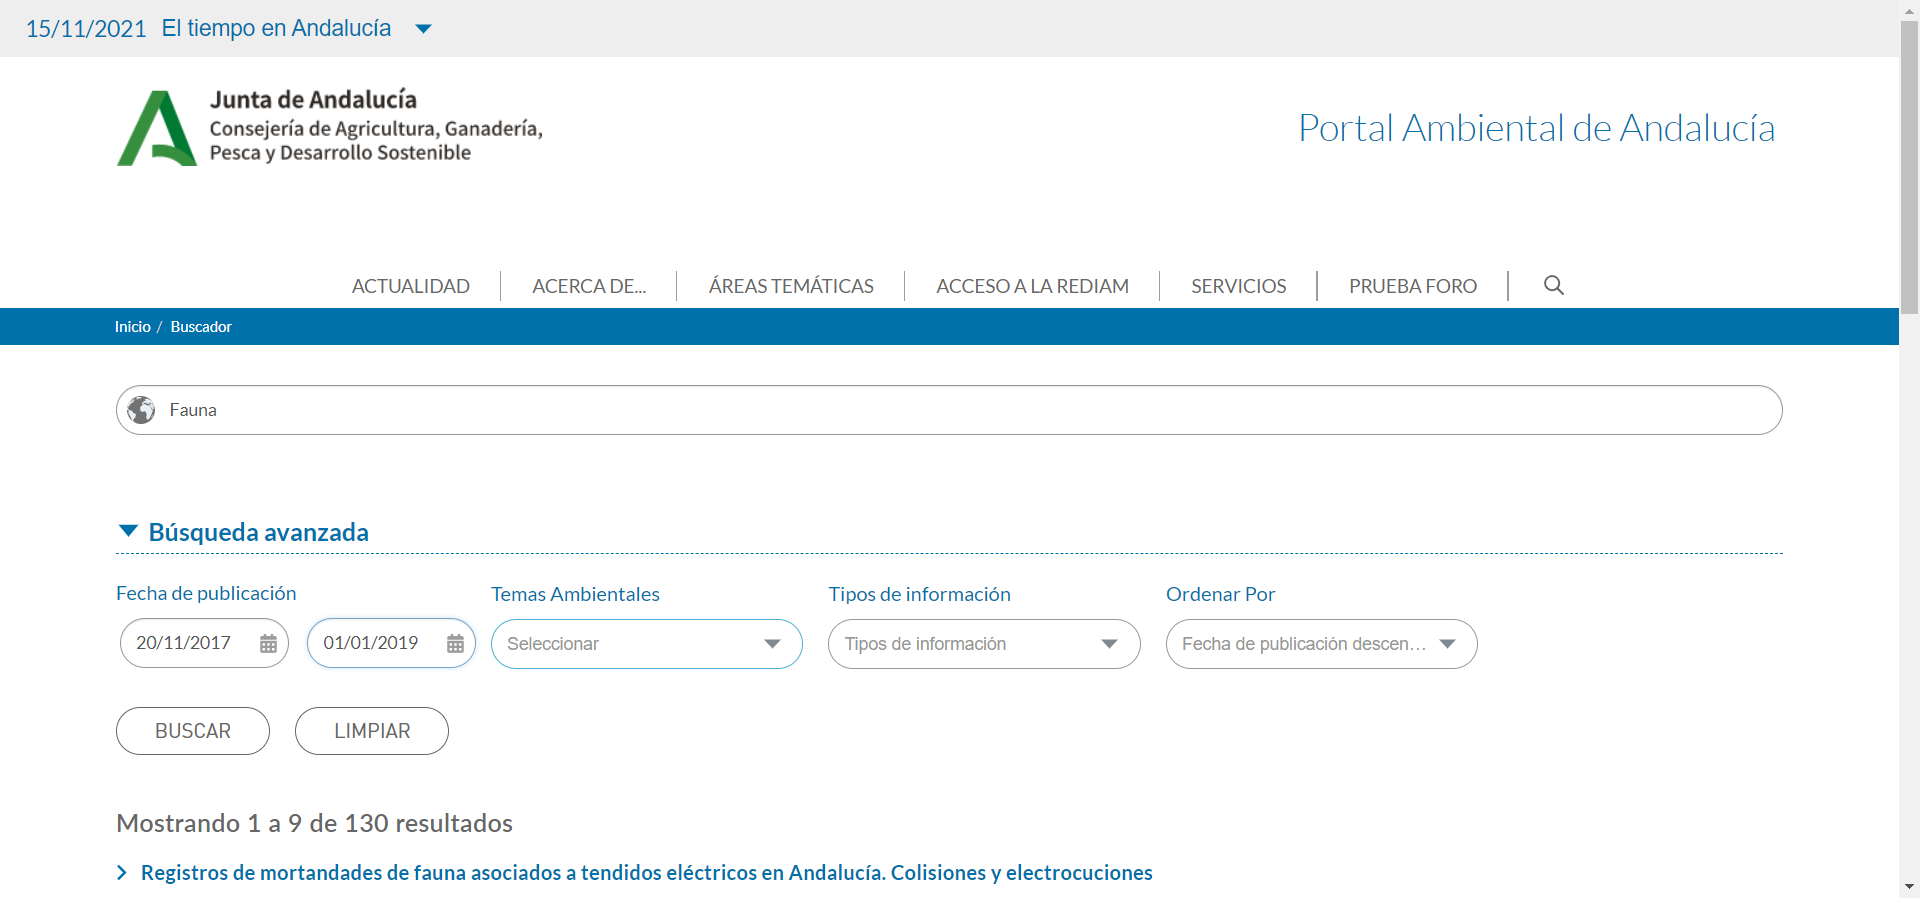 15/11/2021 El tiempo en Andalucía
Junta de Andalucía
Consejería de Agricultura, Ganadería,
Pesca y Desarrollo Sostenible
Portal Ambiental de Andalucía
ACTUALIDAD ACERCA DE... ÁREAS TEMÁTICAS ACCESO A LA REDIAM SERVICIOS PRUEBA FORO
Inicio / Buscador
Fauna
Búsqueda avanzada
Fecha de publicación Temas Ambientales Tipos de información Ordenar Por
20/11/2017 01/01/2019 Seleccionar Tipos de información Fecha de publicación descen...
BUSCAR LIMPIAR
Mostrando 1 a 9 de 130 resultados
Registros de mortandades de fauna asociados a tendidos eléctricos en Andalucía. Colisiones y electrocuciones